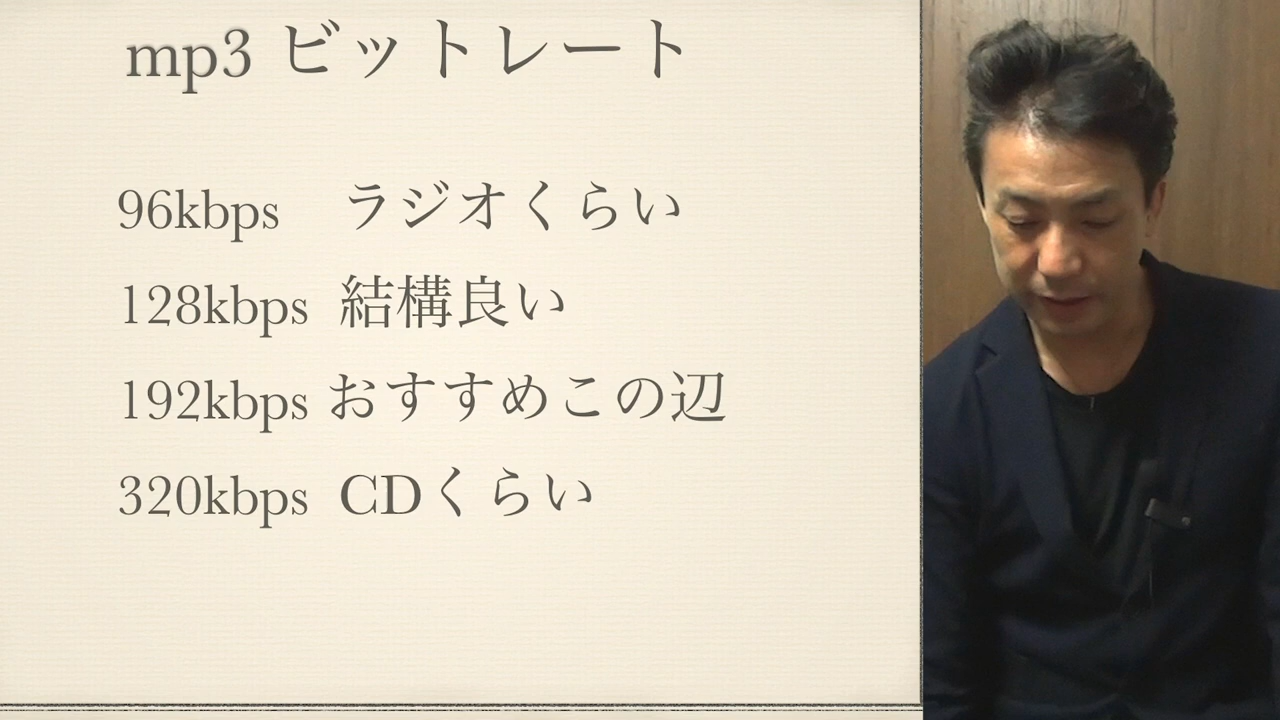 mp3 ビットレート
96kbps ラジオくらい
128kbps 結構良い
192kbps おすすめこの辺
320kbps CDくらい